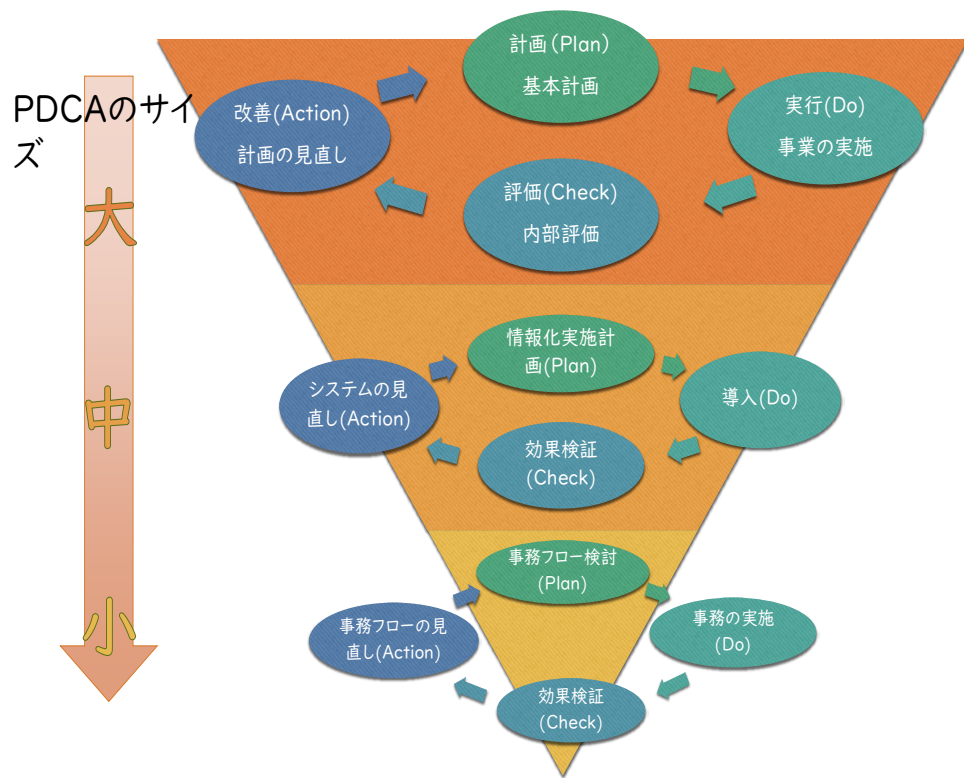 PDCAのサイ
ズ
大
中
小
計画(Plan)
基本計画
実行(Do)
事業の実施
評価(Check)
内部評価
改善(Action)
計画の見直し
情報化実施計
画(Plan)
導入(Do)
効果検証
(Check)
システムの見
直し(Action)
事務フロー検討
(Plan)
事務の実施
(Do)
効果検証
(Check)
事務フローの見
直し(Action)